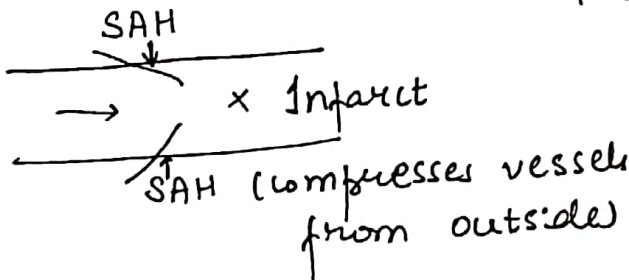 SAH
× Infarct
SAH (compresses vessels
from outside)